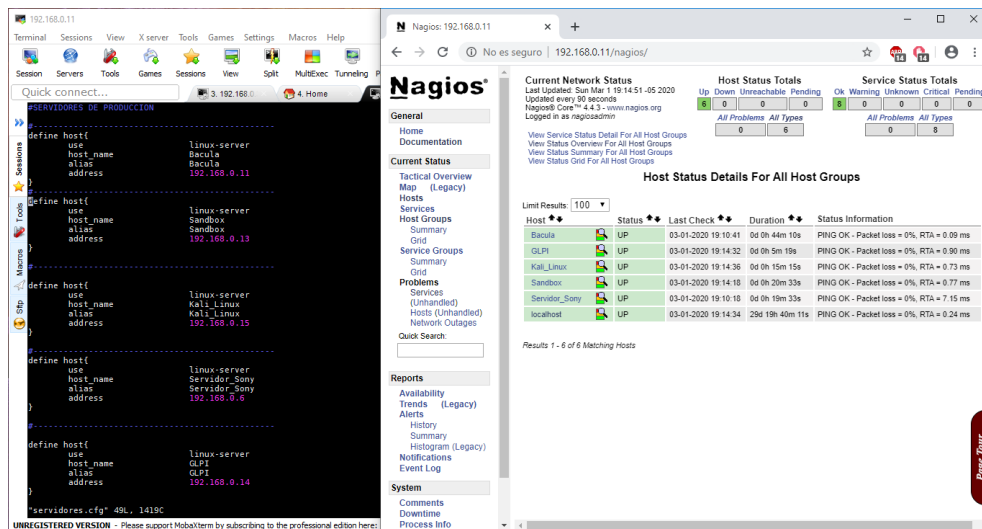 192.168.0.11
Terminal Sessions View X server Tools Games Settings Macros Help
Session Servers Tools Games Sessions View Split MultiExec Tunneling
Quick connect... 3. 192.168.0. 4. Home
Sessions
Tools
Macros
Sftp
#SERVIDORES DE PRODUCCION
#-----------------------------------------------
define host{
use linux-server
host_name Bacula
alias Bacula
address 192.168.0.11
}
#-----------------------------------------------
define host{
use linux-server
host_name Sandbox
alias Sandbox
address 192.168.0.13
}
#-----------------------------------------------
define host{
use linux-server
host_name Kali_Linux
alias Kali_Linux
address 192.168.0.15
}
#-----------------------------------------------
define host{
use linux-server
host_name Servidor_Sony
alias Servidor_Sony
address 192.168.0.6
}
#-----------------------------------------------
define host{
use linux-server
host_name GLPI
alias GLPI
address 192.168.0.14
}
"servidores.cfg" 49L, 1419C
UNREGISTERED VERSION - Please support MobaXterm by subscribing to the professional edition here:
N Nagios: 192.168.0.11
No es seguro | 192.168.0.11/nagios/
14 14
Nagios®
General
Home
Documentation
Current Status
Tactical Overview
Map (Legacy)
Hosts
Services
Host Groups
Summary
Grid
Service Groups
Summary
Grid
Problems
Services
(Unhandled)
Hosts (Unhandled)
Network Outages
Quick Search:
Reports
Availability
Trends (Legacy)
Alerts
History
Summary
Histogram (Legacy)
Notifications
Event Log
System
Comments
Downtime
Process Info
Current Network Status
Last Updated: Sun Mar 1 19:14:51 -05 2020
Updated every 90 seconds
Nagios® Core™ 4.4.3 - www.nagios.org
Logged in as nagiosadmin
View Service Status Detail For All Host Groups
View Status Overview For All Host Groups
View Status Summary For All Host Groups
View Status Grid For All Host Groups
Host Status Totals
Up Down Unreachable Pending
6 0 0 0
All Problems All Types
0 6
Service Status Totals
Ok Warning Unknown Critical Pending
8 0 0 0 0
All Problems All Types
0 8
Host Status Details For All Host Groups
Limit Results: 100
Host Status Last Check Duration Status Information
Bacula UP 03-01-2020 19:10:41 0d 0h 44m 10s PING OK - Packet loss = 0%, RTA = 0.09 ms
GLPI UP 03-01-2020 19:14:32 0d 0h 5m 19s PING OK - Packet loss = 0%, RTA = 0.90 ms
Kali_Linux UP 03-01-2020 19:14:36 0d 0h 15m 15s PING OK - Packet loss = 0%, RTA = 0.73 ms
Sandbox UP 03-01-2020 19:14:18 0d 0h 20m 33s PING OK - Packet loss = 0%, RTA = 0.77 ms
Servidor_Sony UP 03-01-2020 19:10:18 0d 0h 19m 33s PING OK - Packet loss = 0%, RTA = 7.15 ms
localhost UP 03-01-2020 19:14:34 29d 19h 40m 11s PING OK - Packet loss = 0%, RTA = 0.24 ms
Results 1 - 6 of 6 Matching Hosts
Page Tour